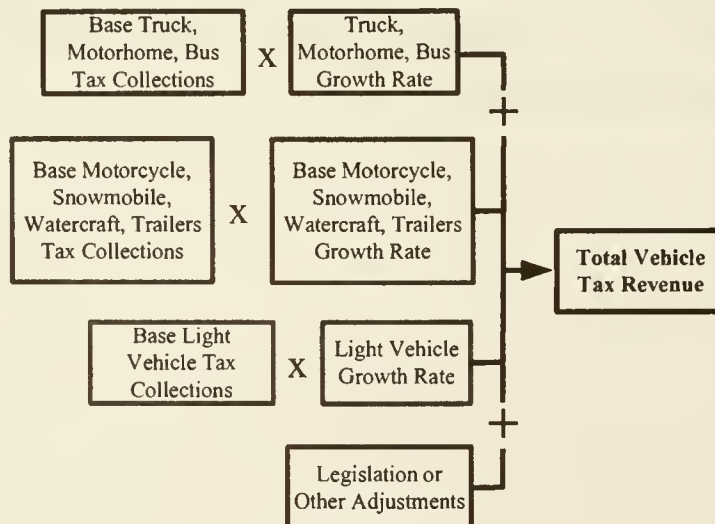 Base Truck,
Motorhome, Bus
Tax Collections
X
Truck,
Motorhome, Bus
Growth Rate
+
Base Motorcycle,
Snowmobile,
Watercraft, Trailers
Tax Collections
X
Base Motorcycle,
Snowmobile,
Watercraft, Trailers
Growth Rate
Total Vehicle
Tax Revenue
Base Light
Vehicle Tax
Collections
X
Light Vehicle
Growth Rate
+
Legislation or
Other Adjustments